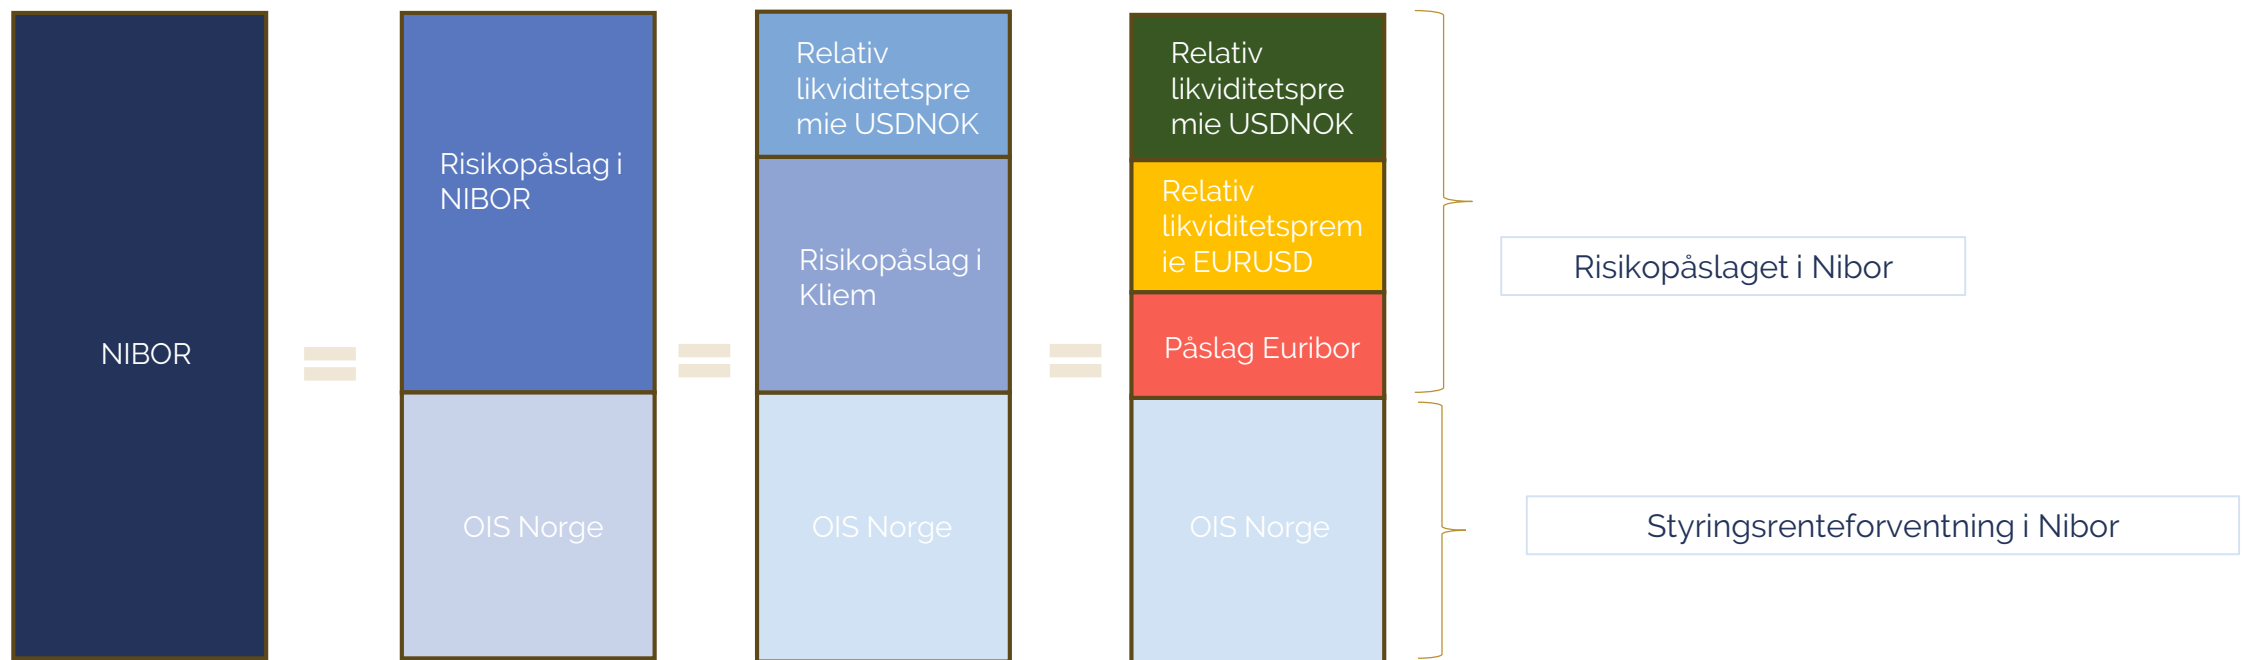 NIBOR
Risikopåslag i
NIBOR
OIS Norge
Relativ
likviditetspre
mie USDNOK
Risikopåslag i
Kliem
OIS Norge
Relativ
likviditetspre
mie USDNOK
Relativ
likviditetsprem
ie EURUSD
Påslag Euribor
OIS Norge
Risikopåslaget i Nibor
Styringsrenteforventning i Nibor